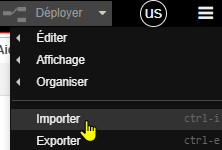 Déployer US
Éditer
Affichage
Organiser
Importer ctrl-i
Exporter ctrl-e